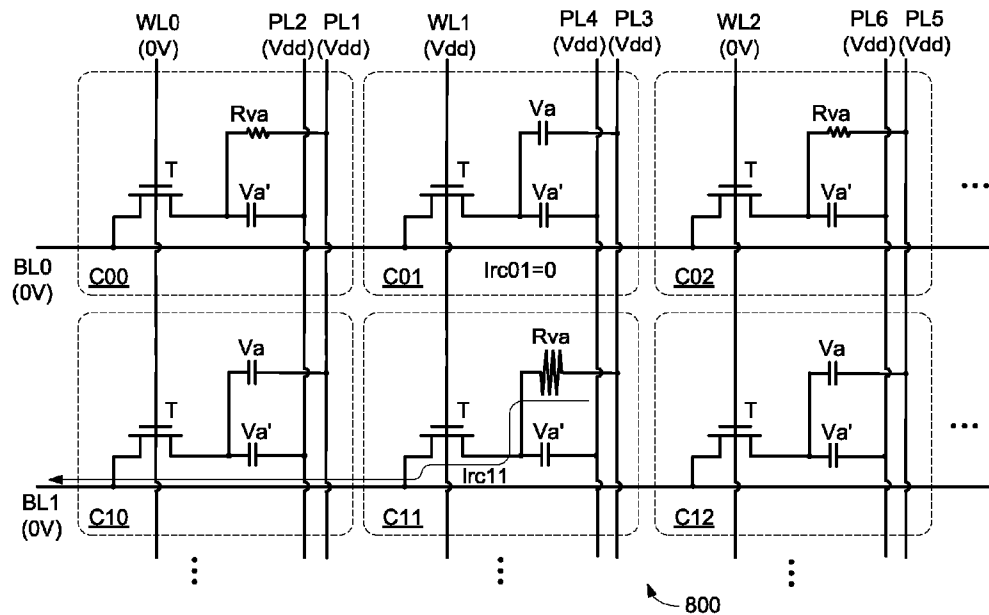 WL0 PL2 PL1 WL1 PL4 PL3 WL2 PL6 PL5
(0V) (Vdd) (Vdd) (Vdd) (Vdd) (Vdd) (0V) (Vdd) (Vdd)
Rva Va Rva
T Va' T Va' T Va'
...
BL0
(0V)
C00 C01 Irc01=0 C02
Va Rva Va
T Va' T Va' T Va'
...
Irc11
BL1
(0V)
C10 C11 C12
800